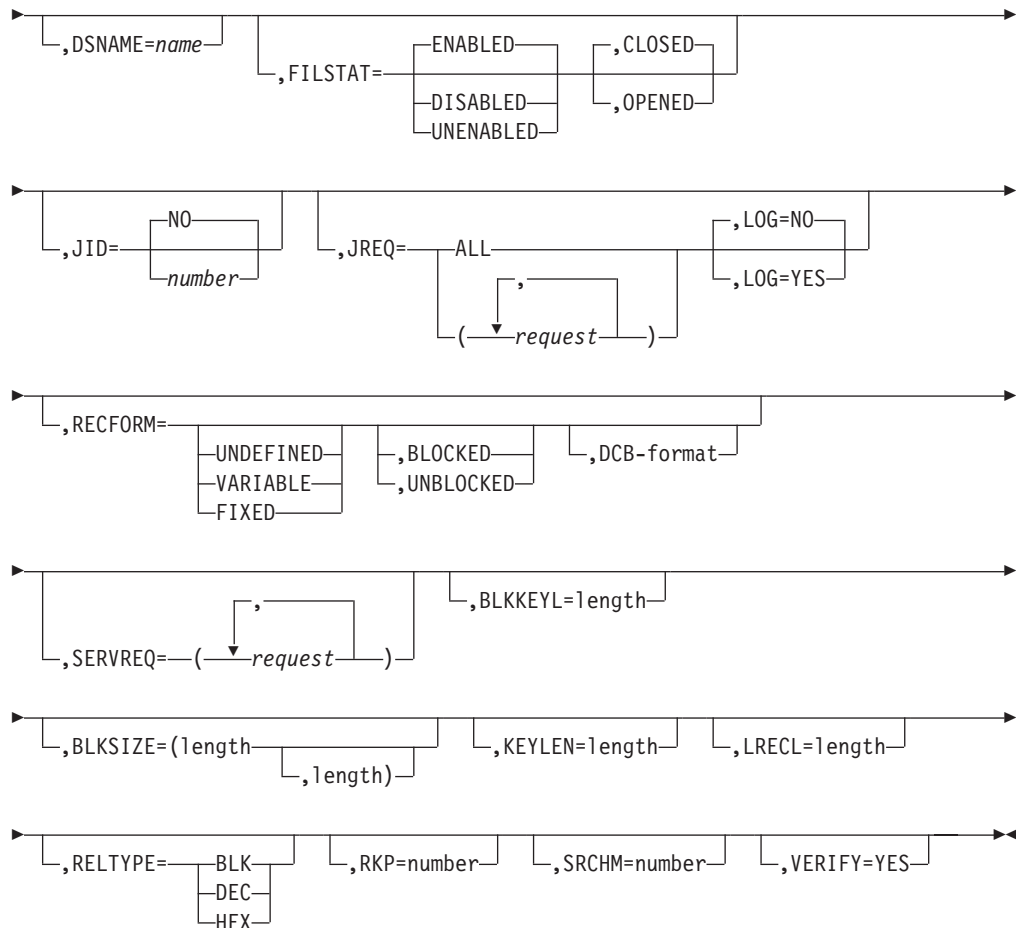 ,DSNAME=name
,FILSTAT=
ENABLED
DISABLED
UNENABLED
,CLOSED
,OPENED
,JID=
NO
number
,JREQ=
ALL
,
( request )
,LOG=NO
,LOG=YES
,RECFORM=
UNDEFINED
VARIABLE
FIXED
,BLOCKED
,UNBLOCKED
,DCB-format
,
,SERVREQ= ( request )
,BLKKEYL=length
,BLKSIZE=(length
,length)
,KEYLEN=length
,LRECL=length
,RELTYPE=
BLK
DEC
HEX
,RKP=number
,SRCHM=number
,VERIFY=YES